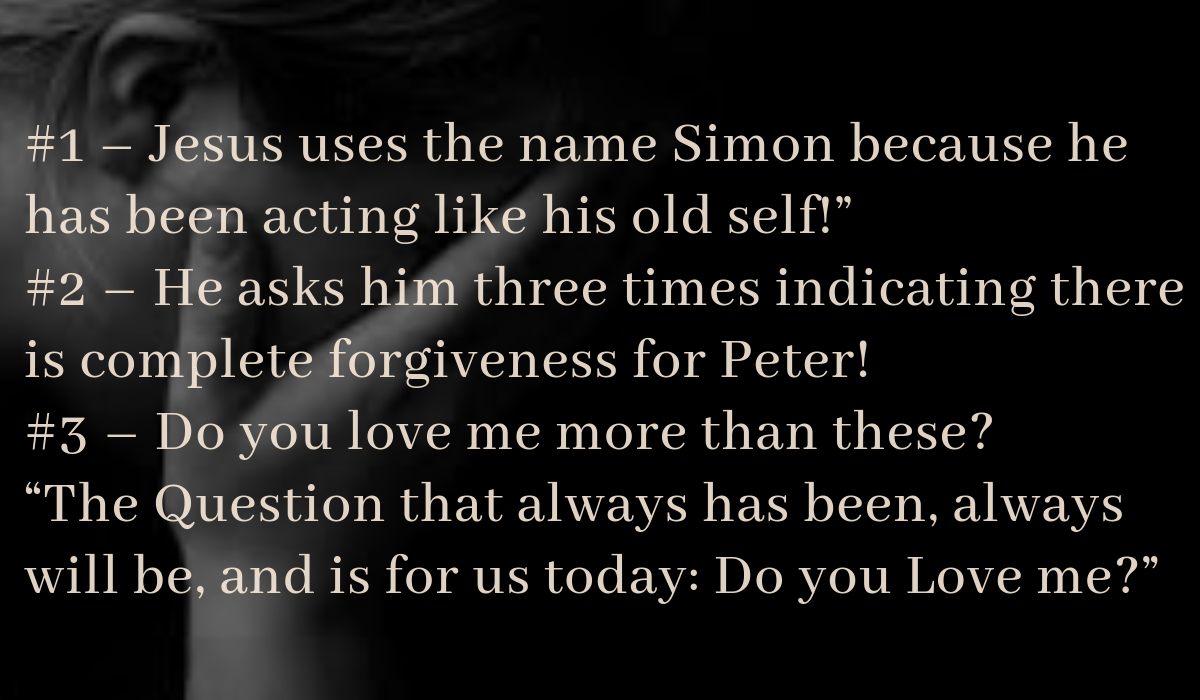 #1 – Jesus uses the name Simon because he
has been acting like his old self!”
#2 – He asks him three times indicating there
is complete forgiveness for Peter!
#3 – Do you love me more than these?
“The Question that always has been, always
will be, and is for us today: Do you Love me?”